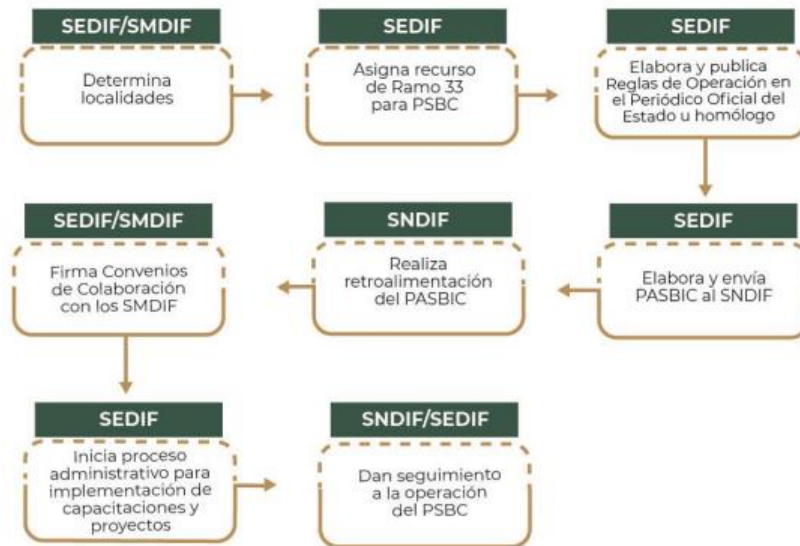 SEDIF/SMDIF
Determina
localidades
SEDIF
Asigna recurso
de Ramo 33
para PSBC
SEDIF
Elabora y publica
Reglas de Operación en
el Periódico Oficial del
Estado u homólogo
SEDIF
Elabora y envía
PASBIC al SNDIF
SNDIF
Realiza
retroalimentación
del PASBIC
SEDIF/SMDIF
Firma Convenios
de Colaboración
con los SMDIF
SEDIF
Inicia proceso
administrativo para
implementación de
capacitaciones y
proyectos
SNDIF/SEDIF
Dan seguimiento
a la operación
del PSBC